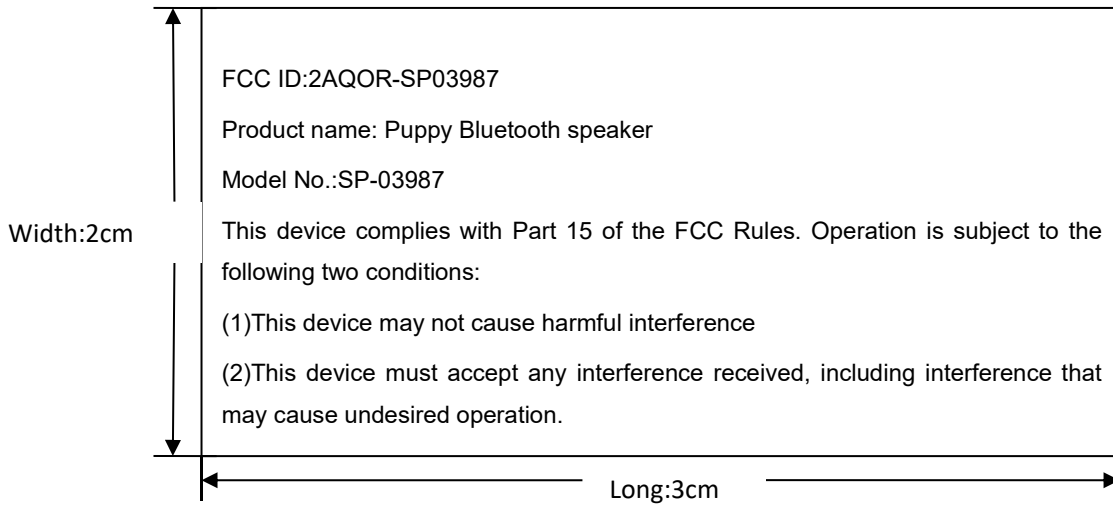 FCC ID:2AQOR-SP03987
Product name: Puppy Bluetooth speaker
Model No.:SP-03987
Width:2cm
This device complies with Part 15 of the FCC Rules. Operation is subject to the
following two conditions:
(1)This device may not cause harmful interference
(2)This device must accept any interference received, including interference that
may cause undesired operation.
Long:3cm